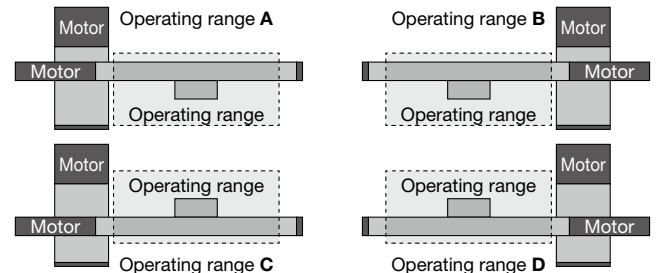 Motor
Operating range A
Motor
Operating range
Operating range B
Motor
Motor
Operating range
Motor
Operating range
Motor
Operating range C
Motor
Operating range
Motor
Operating range D